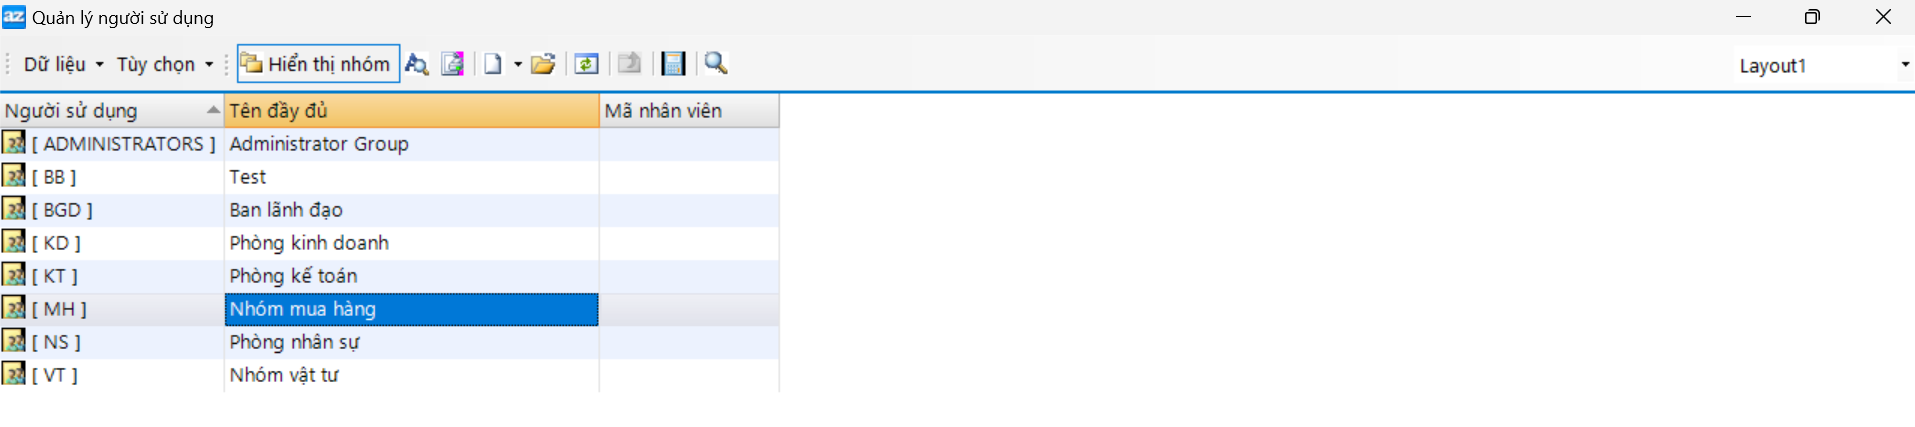 az Quản lý người sử dụng
Dữ liệu Tùy chọn Hiển thị nhóm Layout1
Người sử dụng Tên đầy đủ Mã nhân viên
[ ADMINISTRATORS ] Administrator Group
[ BB ] Test
[ BGD ] Ban lãnh đạo
[ KD ] Phòng kinh doanh
[ KT ] Phòng kế toán
[ MH ] Nhóm mua hàng
[ NS ] Phòng nhân sự
[ VT ] Nhóm vật tư